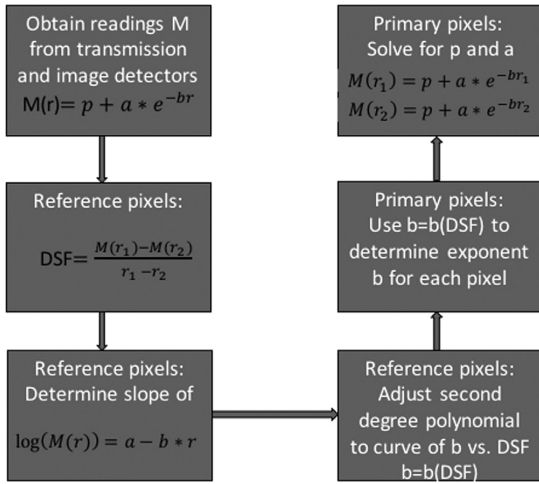 Obtain readings M
from transmission
and image detectors
M(r)= p + a * e^{-br}
Reference pixels:
DSF= \frac{M(r_1)-M(r_2)}{r_1 -r_2}
Reference pixels:
Determine slope of
log(M(r)) = a - b * r
Reference pixels:
Adjust second
degree polynomial
to curve of b vs. DSF
b=b(DSF)
Primary pixels:
Use b=b(DSF) to
determine exponent
b for each pixel
Primary pixels:
Solve for p and a
M(r_1) = p + a * e^{-br_1}
M(r_2) = p + a * e^{-br_2}